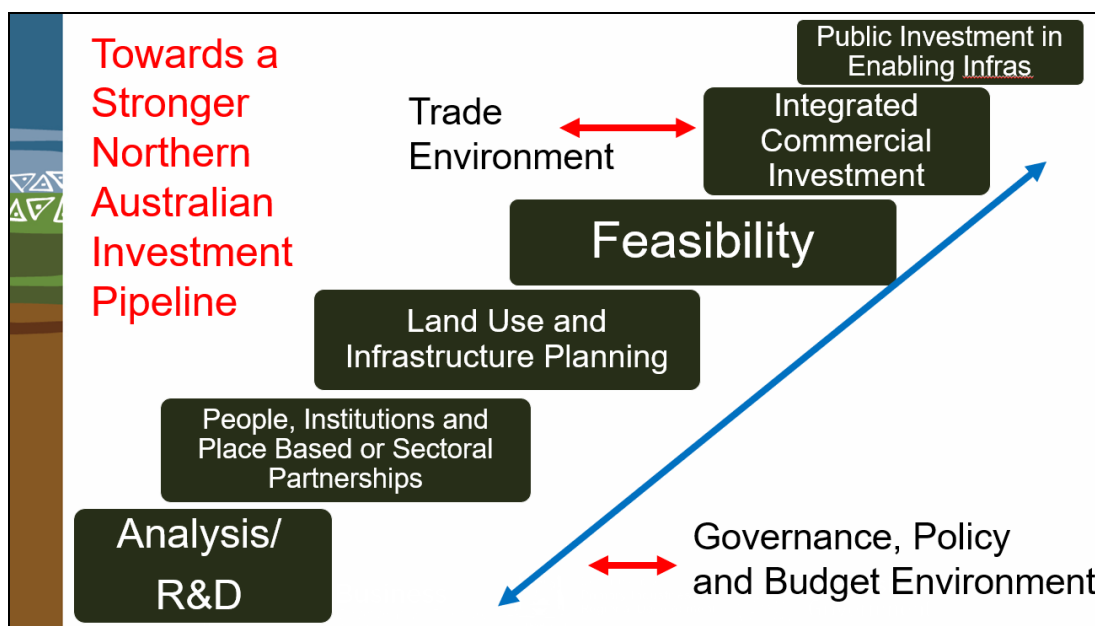 Towards a
Stronger
Northern
Australian
Investment
Pipeline
Public Investment in
Enabling Infras
Trade
Environment
Integrated
Commercial
Investment
Feasibility
Land Use and
Infrastructure Planning
People, Institutions and
Place Based or Sectoral
Partnerships
Analysis/
R&D
Governance, Policy
and Budget Environment